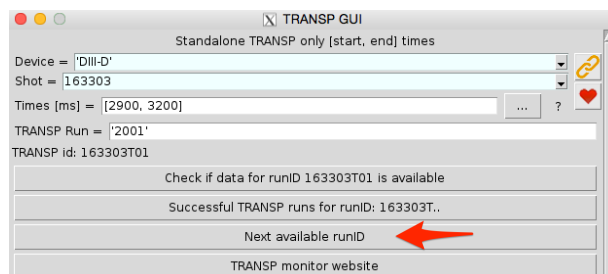 TRANSP GUI
Standalone TRANSP only [start, end] times
Device = 'DIII-D'
Shot = 163303
Times [ms] = [2900, 3200] ... ?
TRANSP Run = '2001'
TRANSP id: 163303T01
Check if data for runID 163303T01 is available
Successful TRANSP runs for runID: 163303T..
Next available runID
TRANSP monitor website